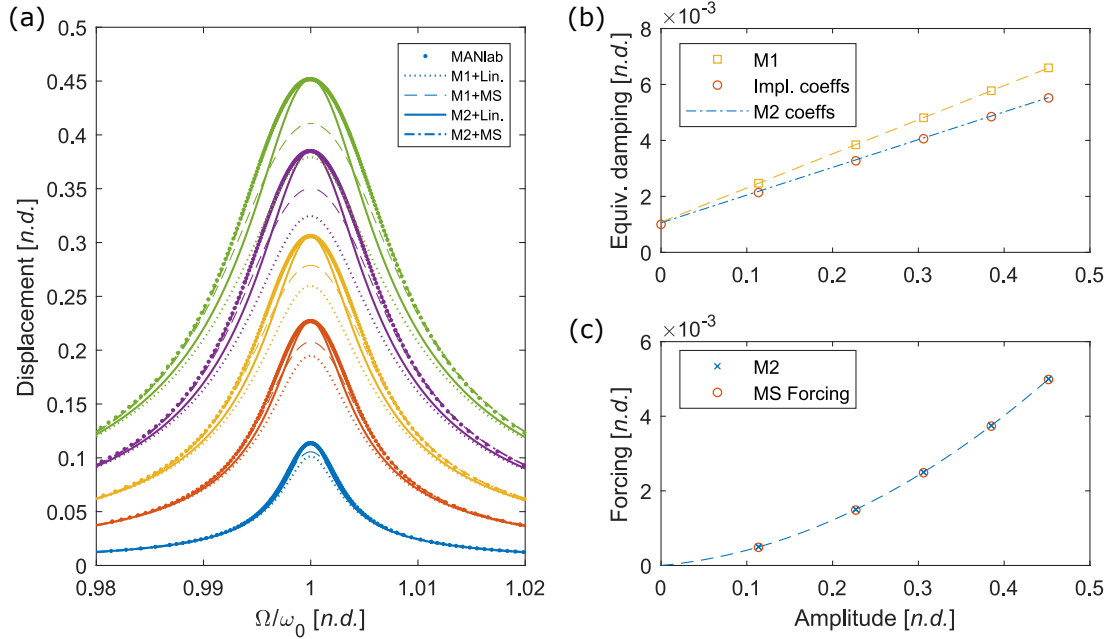 (a)
0.5
0.45
0.4
0.35
0.3
0.25
0.2
0.15
0.1
0.05
0
Displacement [n.d.]
0.98
0.99
1
1.01
1.02
Ω/ω0 [n.d.]
MANlab
M1+Lin.
M1+MS
M2+Lin.
M2+MS
(b)
×10-3
8
6
4
2
0
Equiv. damping [n.d.]
M1
Impl. coeffs
M2 coeffs
0
0.1
0.2
0.3
0.4
0.5
(c)
×10-3
6
4
2
0
Forcing [n.d.]
M2
MS Forcing
0
0.1
0.2
0.3
0.4
0.5
Amplitude [n.d.]